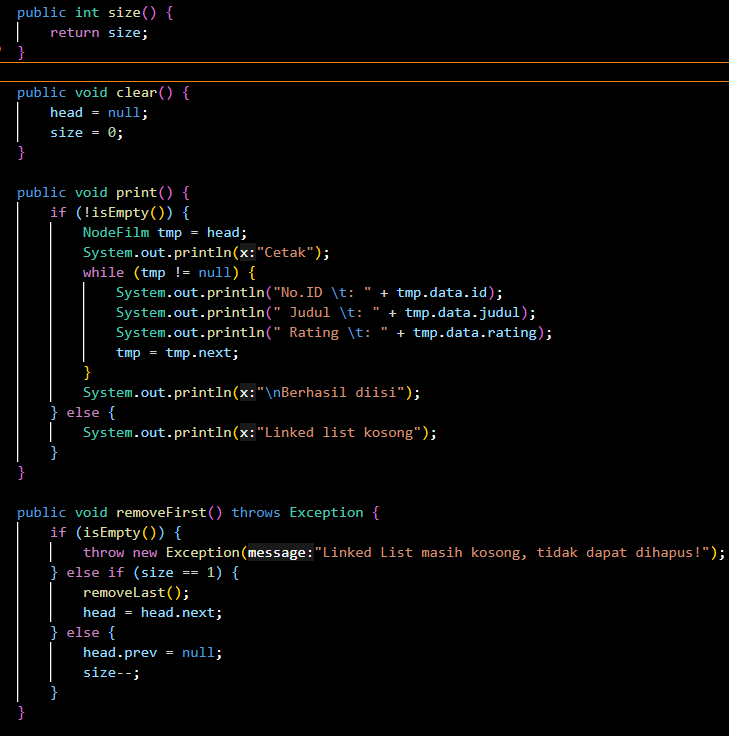 public int size() {
    return size;
}
public void clear() {
    head = null;
    size = 0;
}
public void print() {
    if (!isEmpty()) {
        NodeFilm tmp = head;
        System.out.println(x:"Cetak");
        while (tmp != null) {
            System.out.println("No.ID \t: " + tmp.data.id);
            System.out.println(" Judul \t: " + tmp.data.judul);
            System.out.println(" Rating \t: " + tmp.data.rating);
            tmp = tmp.next;
        }
        System.out.println(x:"\nBerhasil diisi");
    } else {
        System.out.println(x:"Linked list kosong");
    }
}
public void removeFirst() throws Exception {
    if (isEmpty()) {
        throw new Exception(message:"Linked List masih kosong, tidak dapat dihapus!");
    } else if (size == 1) {
        removeLast();
        head = head.next;
    } else {
        head.prev = null;
        size--;
    }
}